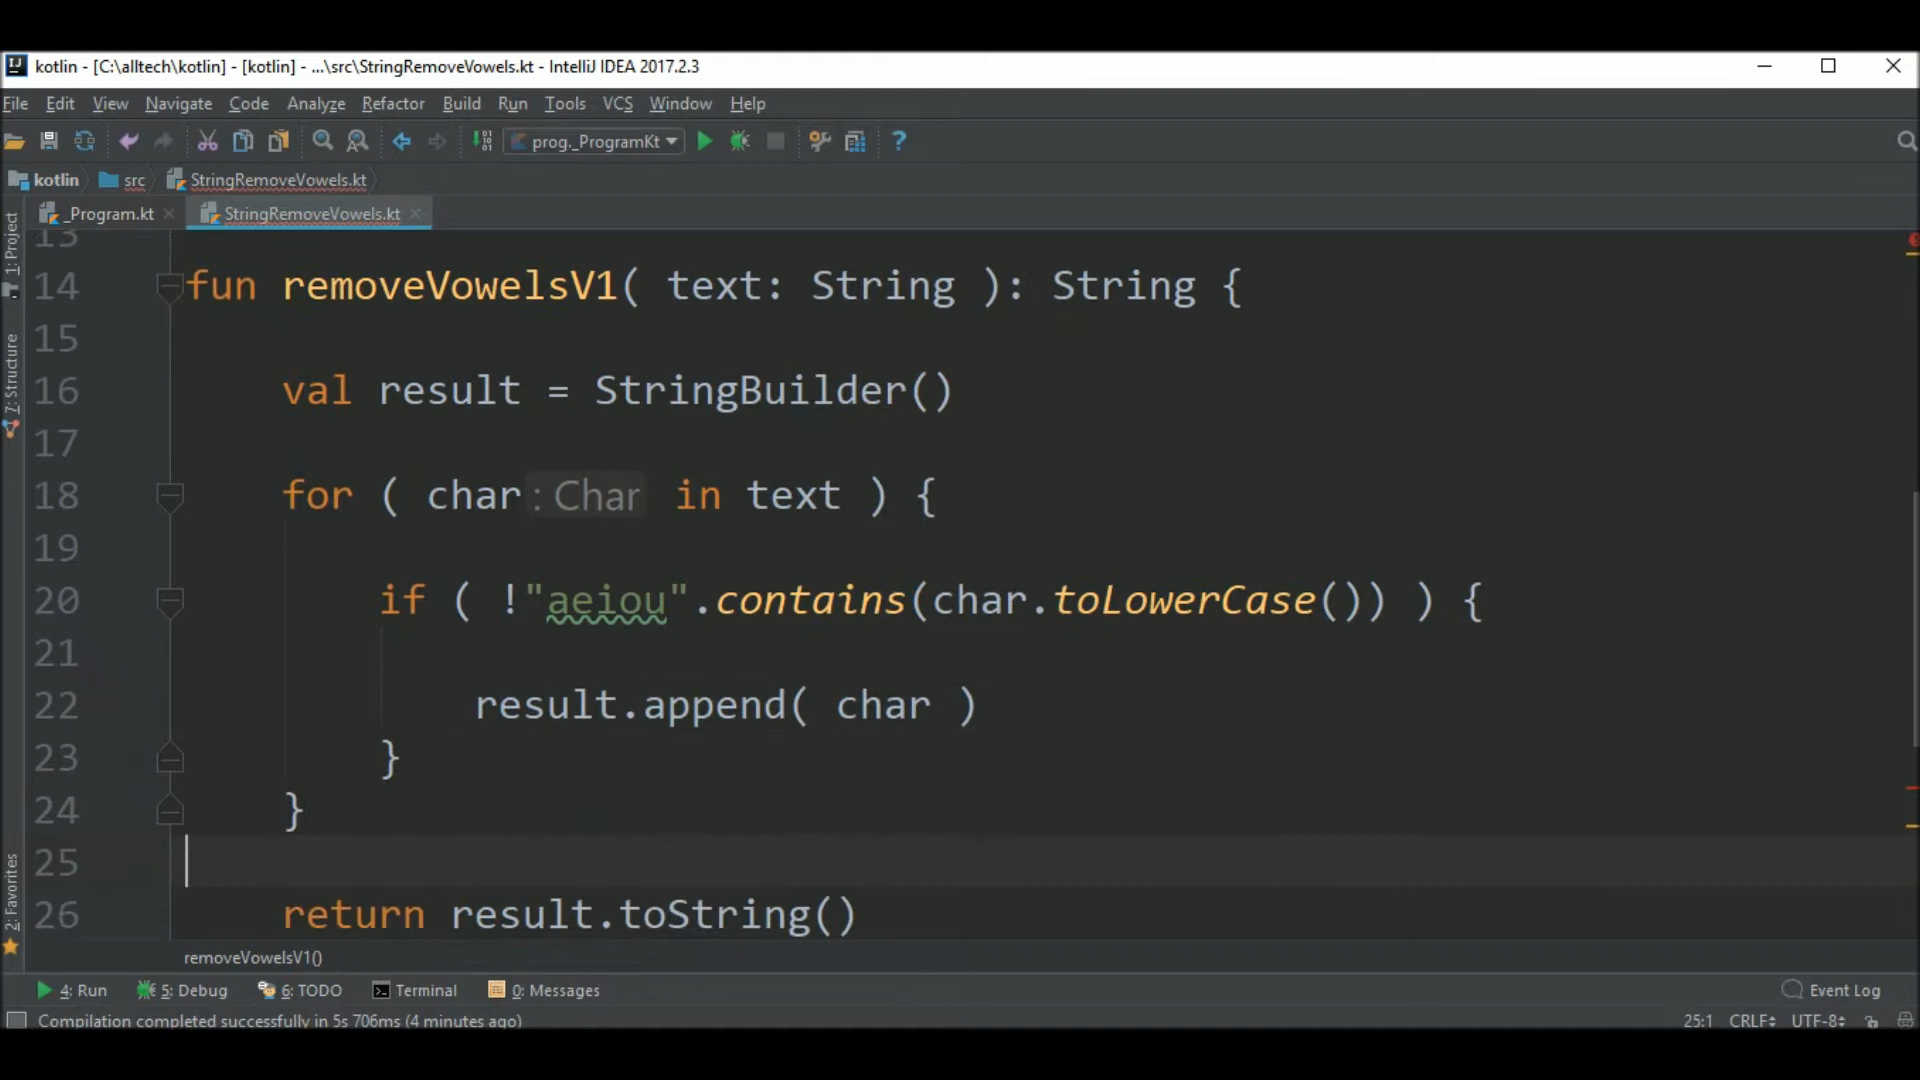 kotlin - [C:\alltech\kotlin] - [kotlin] - ...\src\StringRemoveVowels.kt - IntelliJ IDEA 2017.2.3
File Edit View Navigate Code Analyze Refactor Build Run Tools VCS Window Help
prog._ProgramKt
kotlin src StringRemoveVowels.kt
_Program.kt StringRemoveVowels.kt
1: Project
7: Structure
2: Favorites
13
14 fun removeVowelsV1( text: String ): String {
15
16 val result = StringBuilder()
17
18 for ( char : Char in text ) {
19
20 if ( !"aeiou".contains(char.toLowerCase()) ) {
21
22 result.append( char )
23 }
24 }
25
26 return result.toString()
removeVowelsV1()
4: Run 5: Debug 6: TODO Terminal 0: Messages Event Log
Compilation completed successfully in 5s 706ms (4 minutes ago) 25:1 CRLF UTF-8